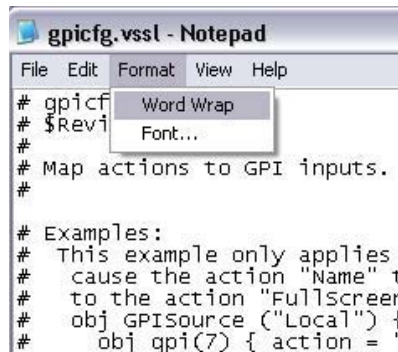 gpicfg.vssl - Notepad
File Edit Format View Help
Word Wrap
Font...
# gpicf
# $Revi
#
# Map actions to GPI inputs.
#
# Examples:
# This example only applies
# cause the action "Name" t
# to the action "FullScreen
# obj GPISource ("Local") {
# obj gpi(7) { action = "